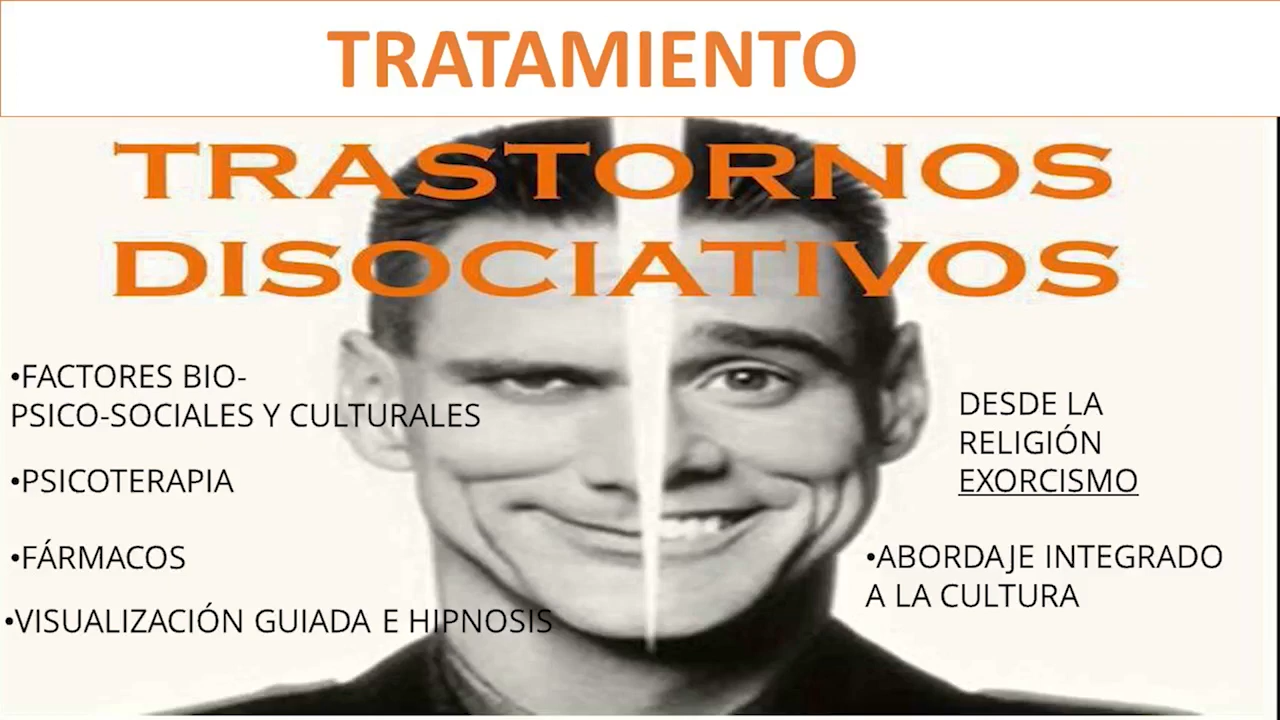 TRATAMIENTO
TRASTORNOS
DISOCIATIVOS
•FACTORES BIO-
PSICO-SOCIALES Y CULTURALES
•PSICOTERAPIA
•FÁRMACOS
•VISUALIZACIÓN GUIADA E HIPNOSIS
DESDE LA
RELIGIÓN
EXORCISMO
•ABORDAJE INTEGRADO
A LA CULTURA